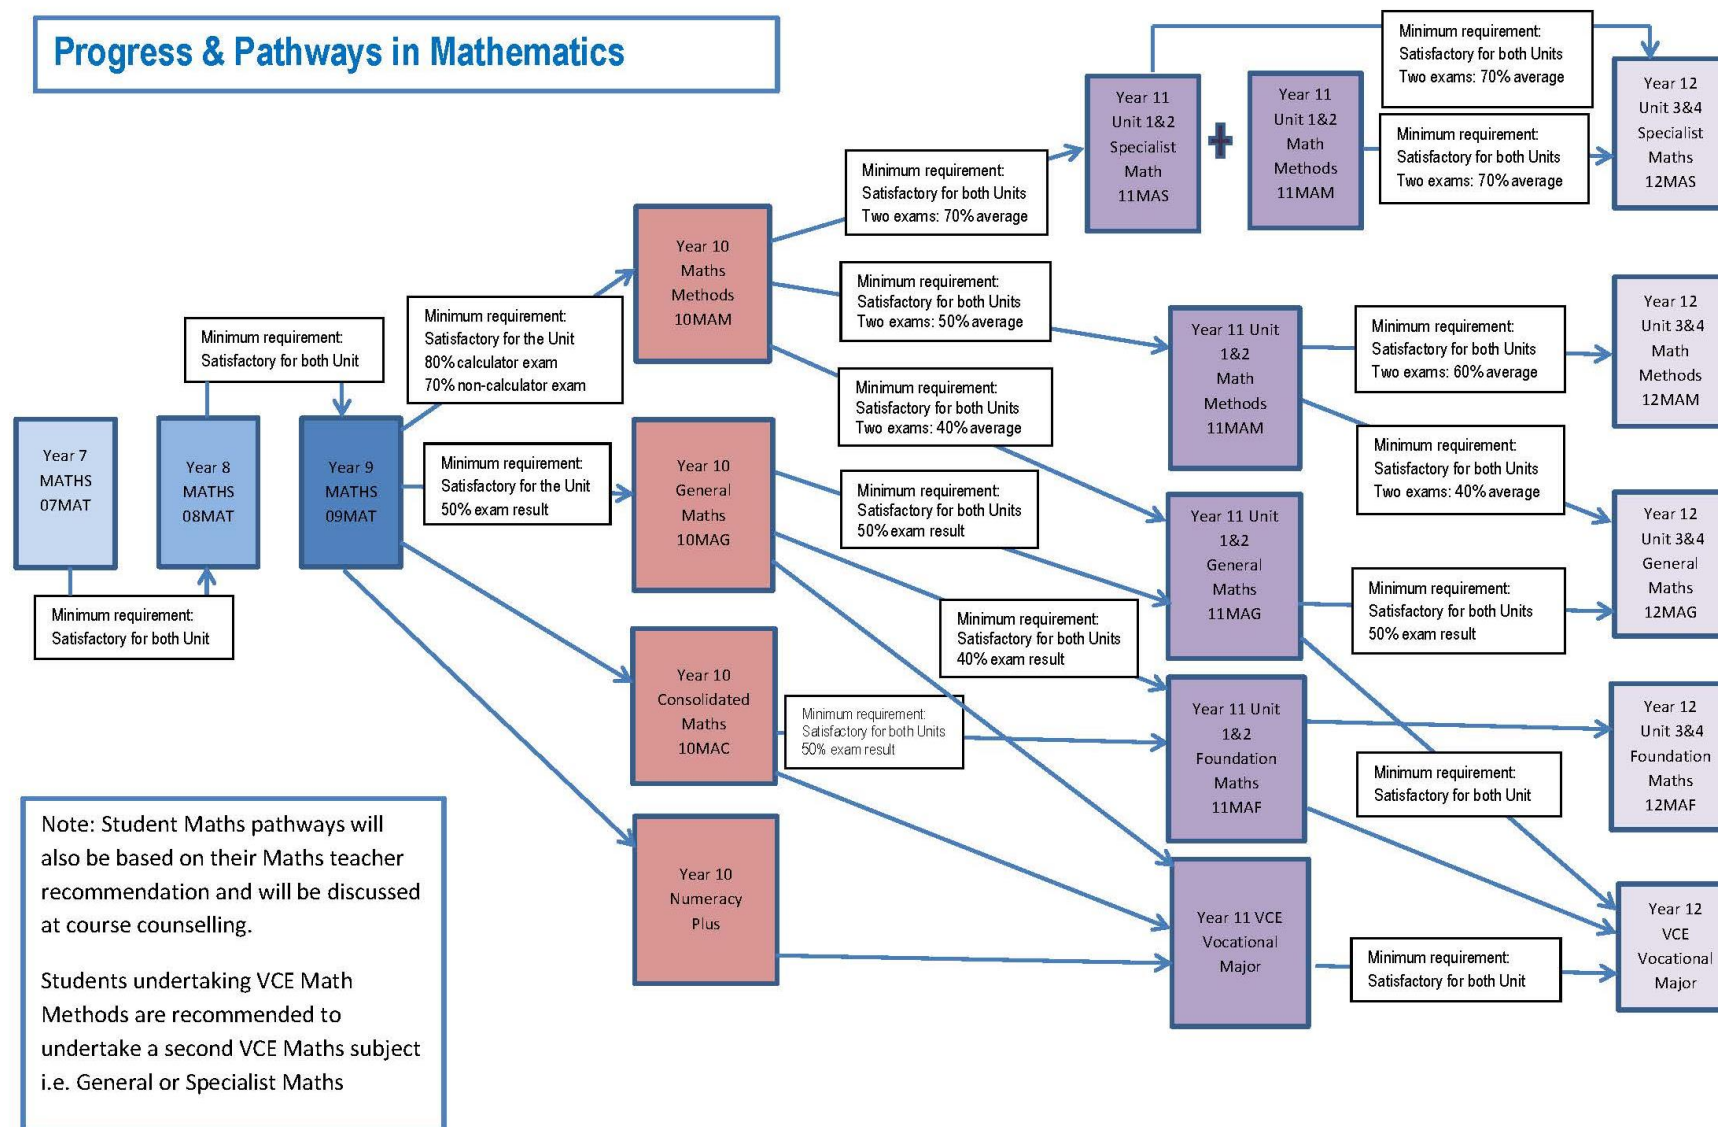 Progress & Pathways in Mathematics
Year 7
MATHS
07MAT
Minimum requirement:
Satisfactory for both Unit
Year 8
MATHS
08MAT
Minimum requirement:
Satisfactory for both Unit
Year 9
MATHS
09MAT
Minimum requirement:
Satisfactory for the Unit
80% calculator exam
70% non-calculator exam
Minimum requirement:
Satisfactory for the Unit
50% exam result
Year 10
Maths
Methods
10MAM
Year 10
General
Maths
10MAG
Year 10
Consolidated
Maths
10MAC
Year 10
Numeracy
Plus
Minimum requirement:
Satisfactory for both Units
Two exams: 70% average
Minimum requirement:
Satisfactory for both Units
Two exams: 50% average
Minimum requirement:
Satisfactory for both Units
Two exams: 40% average
Minimum requirement:
Satisfactory for both Units
50% exam result
Minimum requirement:
Satisfactory for both Units
40% exam result
Minimum requirement:
Satisfactory for both Units
50% exam result
Year 11
Unit 1&2
Specialist
Math
11MAS
Year 11
Unit 1&2
Math
Methods
11MAM
Year 11 Unit
1&2
Math
Methods
11MAM
Year 11 Unit
1&2
General
Maths
11MAG
Year 11 Unit
1&2
Foundation
Maths
11MAF
Year 11 VCE
Vocational
Major
Minimum requirement:
Satisfactory for both Units
Two exams: 70% average
Minimum requirement:
Satisfactory for both Units
Two exams: 70% average
Minimum requirement:
Satisfactory for both Units
Two exams: 60% average
Minimum requirement:
Satisfactory for both Units
Two exams: 40% average
Minimum requirement:
Satisfactory for both Units
50% exam result
Minimum requirement:
Satisfactory for both Unit
Minimum requirement:
Satisfactory for both Unit
Year 12
Unit 3&4
Specialist
Maths
12MAS
Year 12
Unit 3&4
Math
Methods
12MAM
Year 12
Unit 3&4
General
Maths
12MAG
Year 12
Unit 3&4
Foundation
Maths
12MAF
Year 12
VCE
Vocational
Major
Note: Student Maths pathways will
also be based on their Maths teacher
recommendation and will be discussed
at course counselling.
Students undertaking VCE Math
Methods are recommended to
undertake a second VCE Maths subject
i.e. General or Specialist Maths